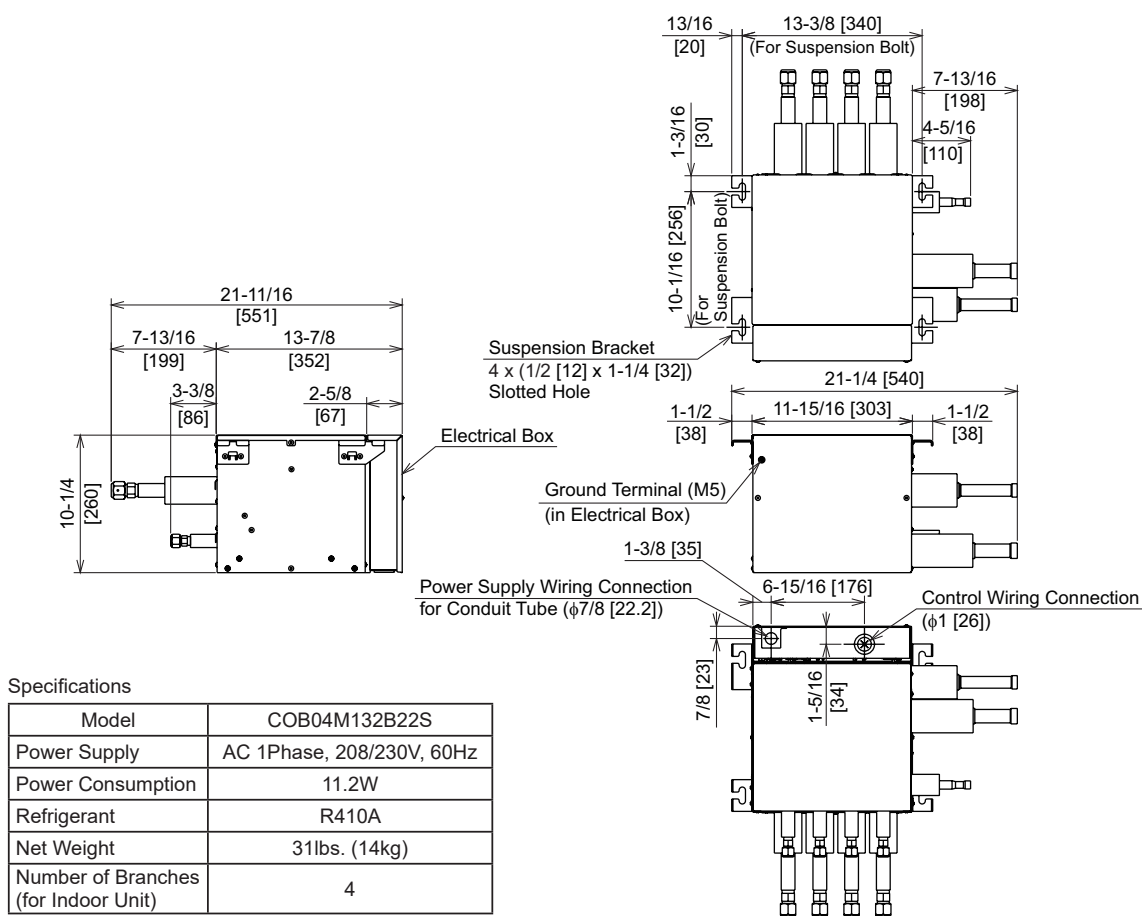 13/16
[20]
13-3/8 [340]
(For Suspension Bolt)
7-13/16
[198]
4-5/16
[110]
1-3/16
[30]
10-1/16 [256]
(For
Suspension Bolt)
21-11/16
[551]
7-13/16
[199]
13-7/8
[352]
3-3/8
[86]
2-5/8
[67]
10-1/4
[260]
Electrical Box
Suspension Bracket
4 x (1/2 [12] x 1-1/4 [32])
Slotted Hole
21-1/4 [540]
1-1/2
[38]
11-15/16 [303]
1-1/2
[38]
Ground Terminal (M5)
(in Electrical Box)
1-3/8 [35]
6-15/16 [176]
Power Supply Wiring Connection
for Conduit Tube (ϕ7/8 [22.2])
Control Wiring Connection
(ϕ1 [26])
7/8 [23]
1-5/16
[34]
Specifications
Model COB04M132B22S
Power Supply AC 1Phase, 208/230V, 60Hz
Power Consumption 11.2W
Refrigerant R410A
Net Weight 31lbs. (14kg)
Number of Branches
(for Indoor Unit) 4